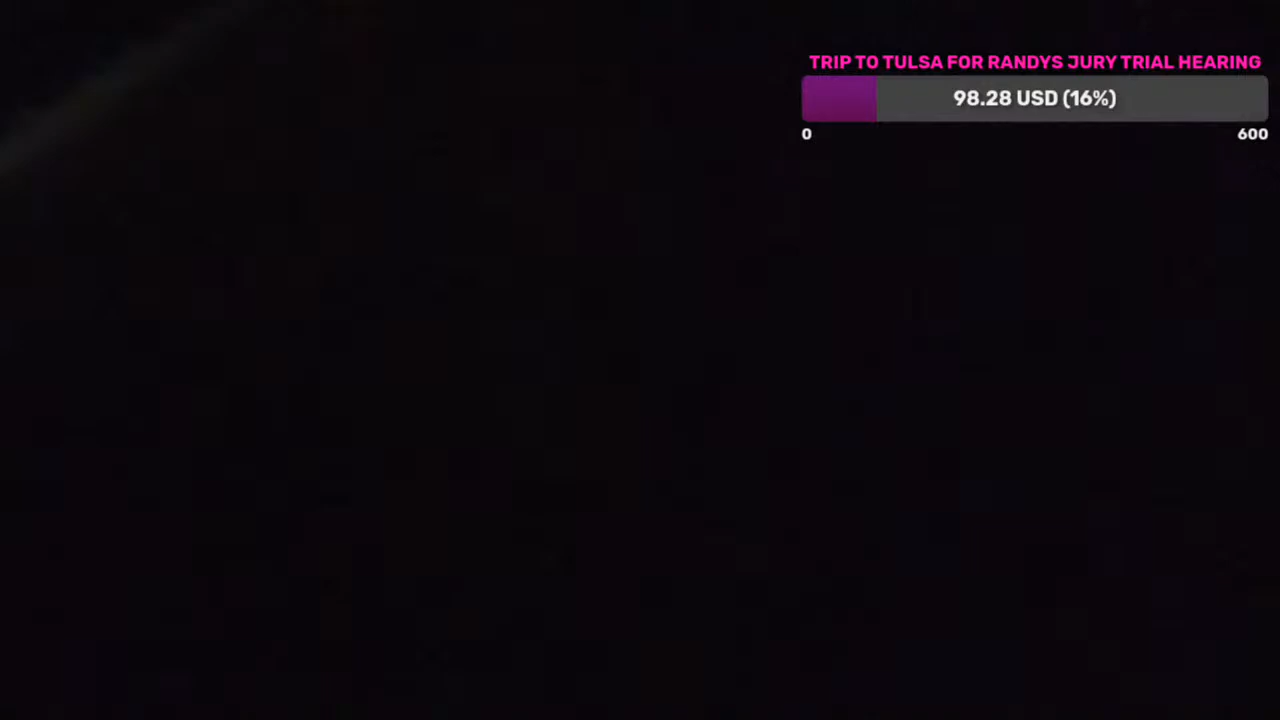 TRIP TO TULSA FOR RANDYS JURY TRIAL HEARING
98.28 USD (16%)
0 600